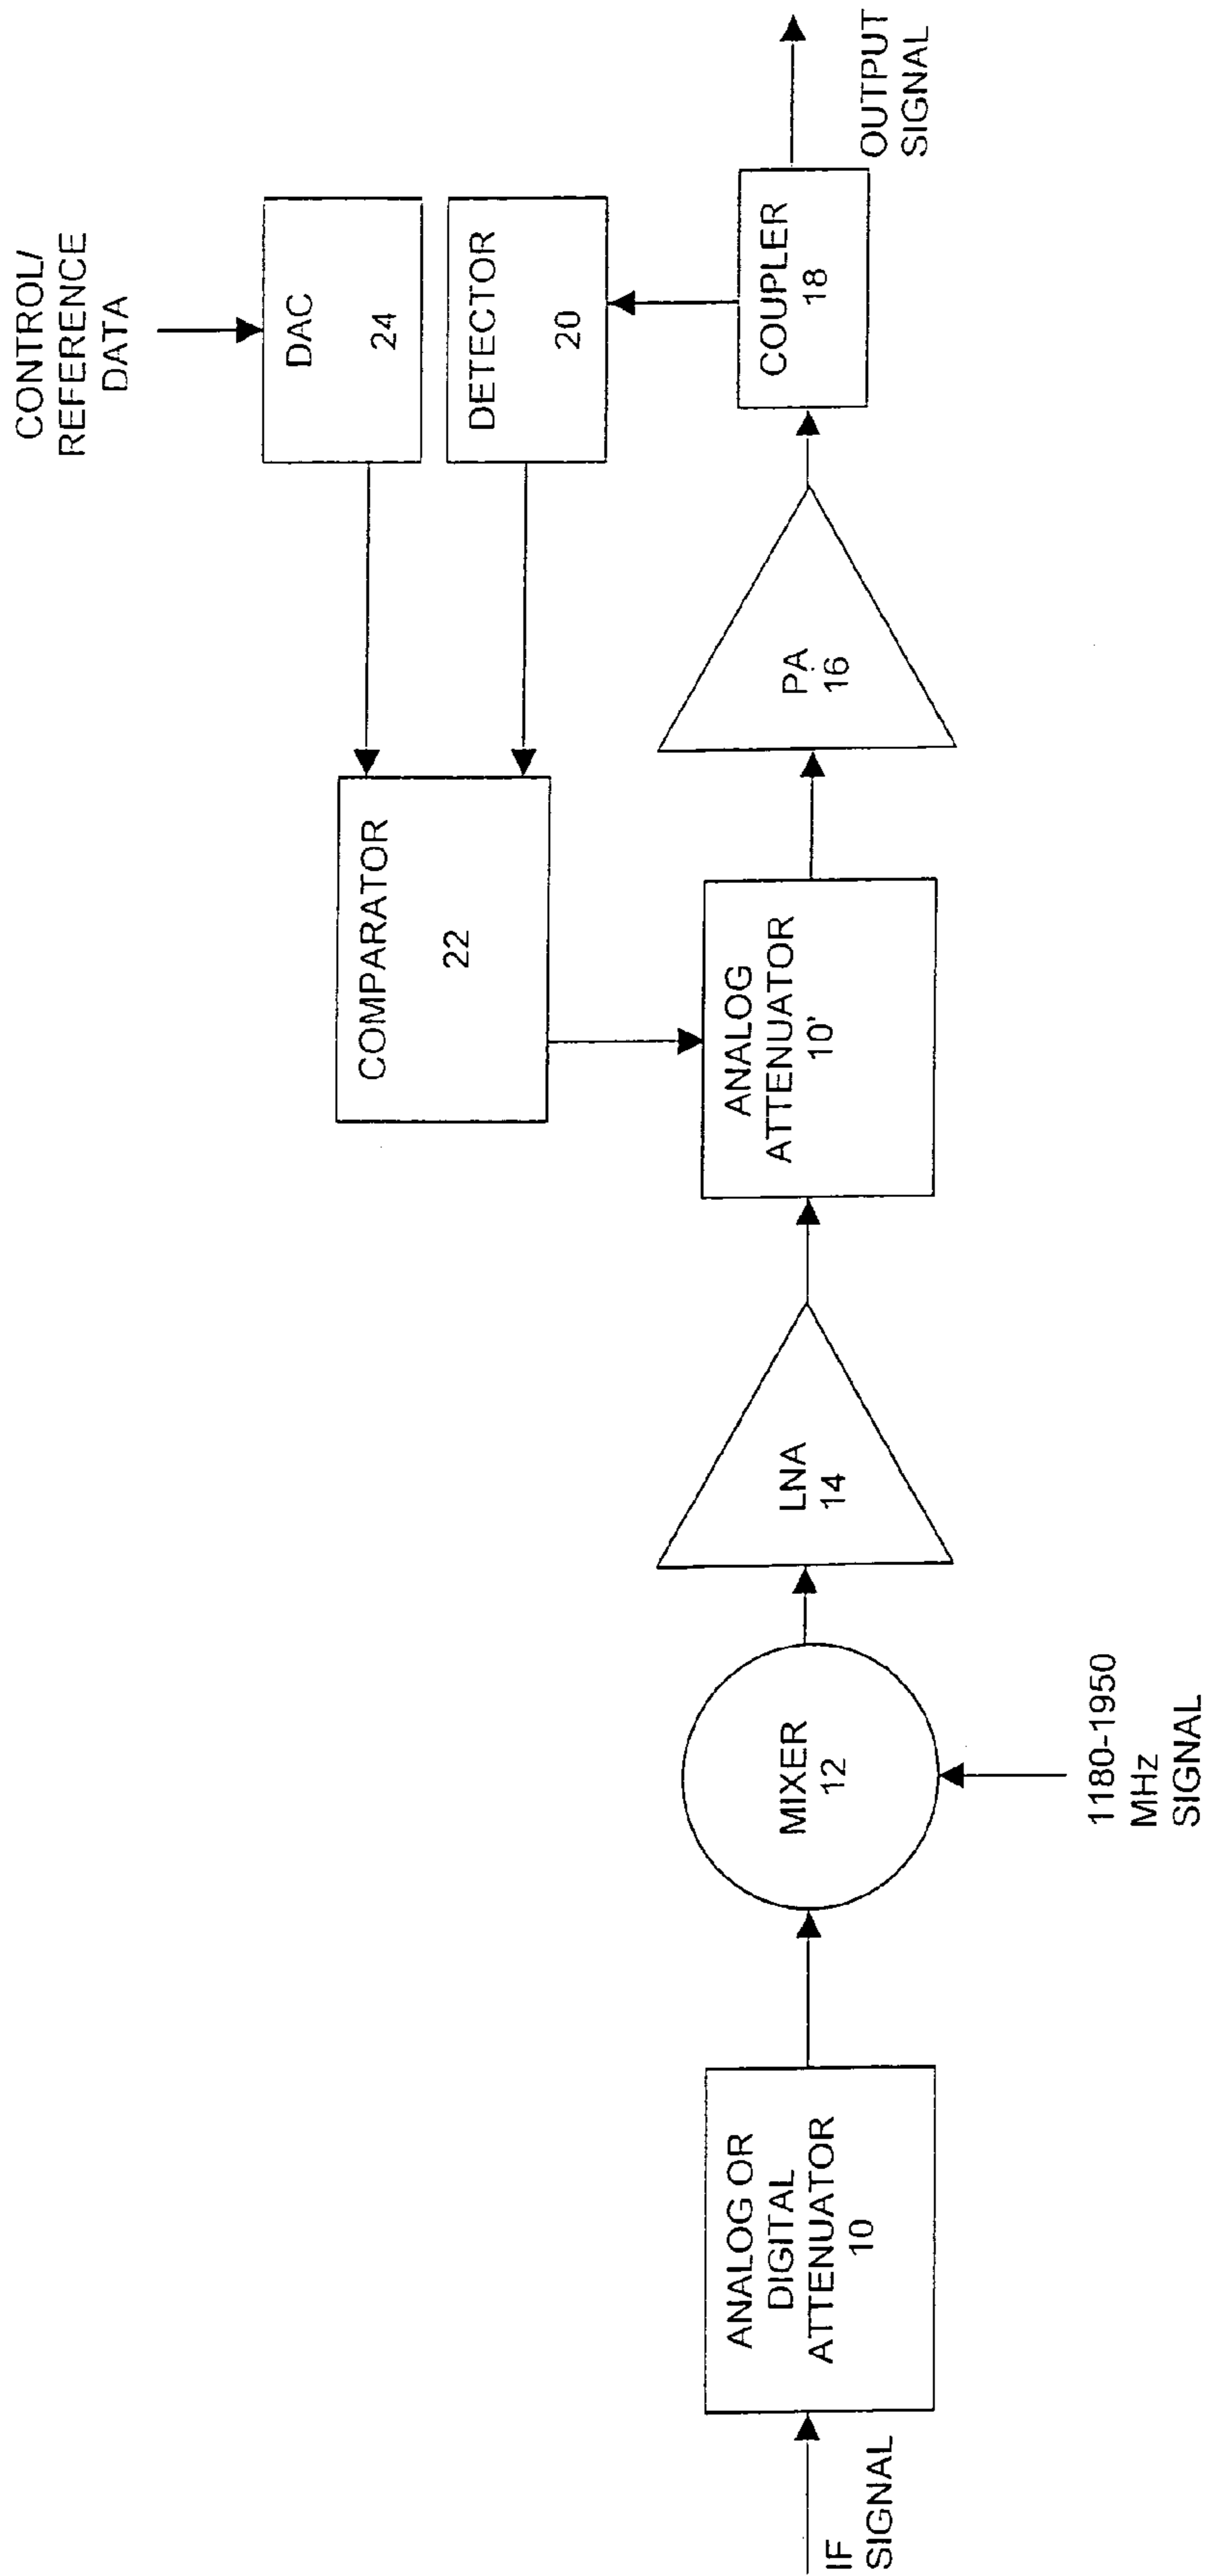 CONTROL/
REFERENCE
DATA
DAC
24
DETECTOR
20
COMPARATOR
22
IF
SIGNAL
ANALOG OR
DIGITAL
ATTENUATOR
10
MIXER
12
1180-1950
MHz
SIGNAL
LNA
14
ANALOG
ATTENUATOR
10'
PA
16
COUPLER
18
OUTPUT
SIGNAL